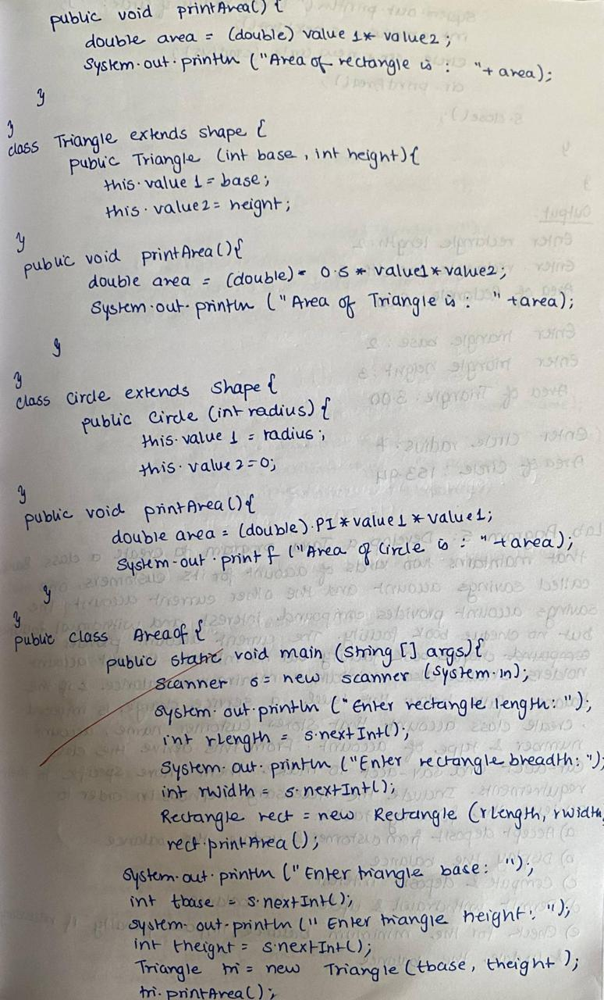 public void printArea() {
double area = (double) value 1* value2;
System.out.println ("Area of rectangle is : "+ area);
}
}
class Triangle extends shape {
public Triangle (int base, int height){
this.value 1 = base;
this.value2 = height;
}
public void printArea(){
double area = (double)* 0.5 * value1 * value2;
System.out.println ("Area of Triangle is : " +area);
}
}
class Circle extends Shape {
public Circle (int radius) {
this.value 1 = radius;
this.value2=0;
}
public void printArea(){
double area = (double).PI * value1 * value1;
System.out.printf ("Area of Circle is : " +area);
}
}
public class Areaof {
public static void main (String [] args){
Scanner s = new scanner (System.in);
System.out.println ("Enter rectangle length: ");
int rLength = s.nextInt();
System.out.println ("Enter rectangle breadth: ");
int rWidth = s.nextInt();
Rectangle rect = new Rectangle (rLength, rWidth
rect.printArea ();
System.out.println (" Enter triangle base: ");
int tbase = s.nextInt();
System.out.println (" Enter triangle height: ");
int theight = s.nextInt();
Triangle tri = new Triangle (tbase, theight);
tri.printArea();